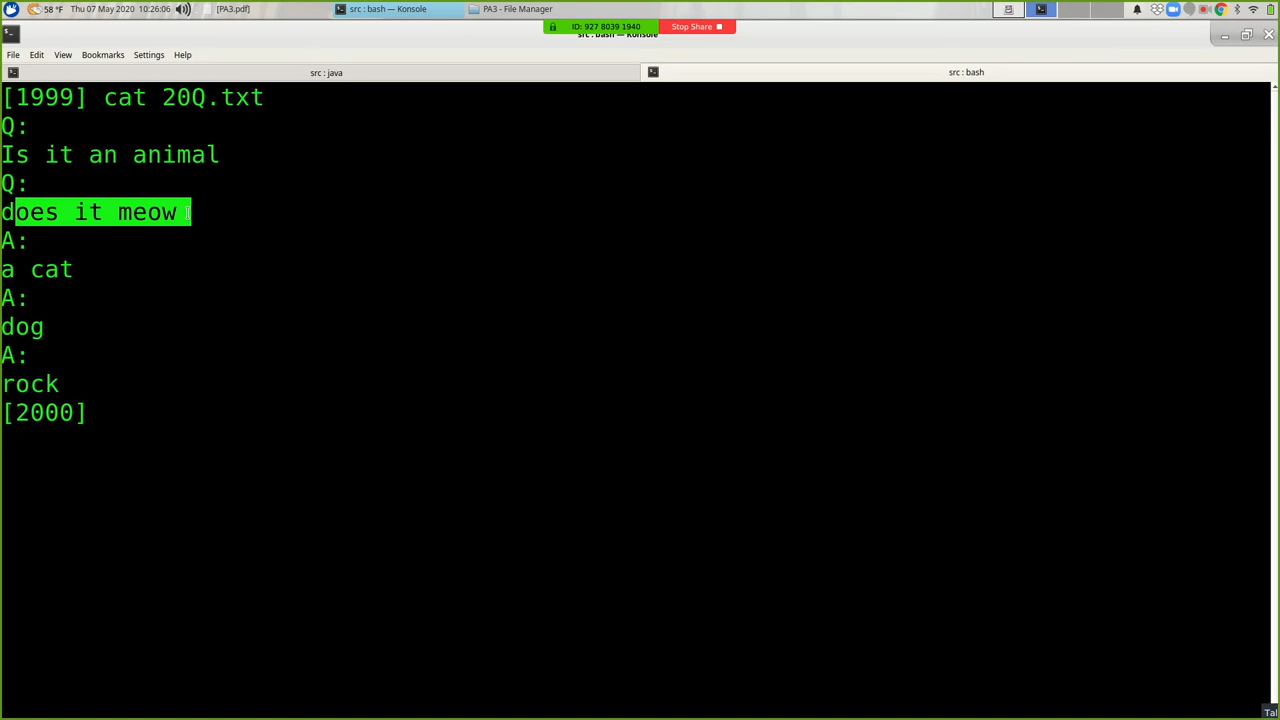 58 °F Thu 07 May 2020 10:26:06 [PA3.pdf] src : bash — Konsole PA3 - File Manager
ID: 927 8039 1940 Stop Share
src : bash — Konsole
File Edit View Bookmarks Settings Help
src : java src : bash
[1999] cat 20Q.txt
Q:
Is it an animal
Q:
does it meow
A:
a cat
A:
dog
A:
rock
[2000]
Tal